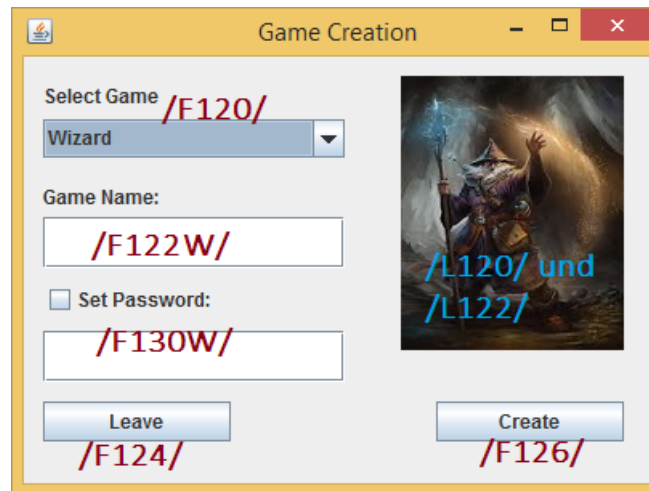 Game Creation
Select Game
/F120/
Wizard
Game Name:
/F122W/
Set Password:
/F130W/
/L120/ und
/L122/
Leave
Create
/F124/
/F126/